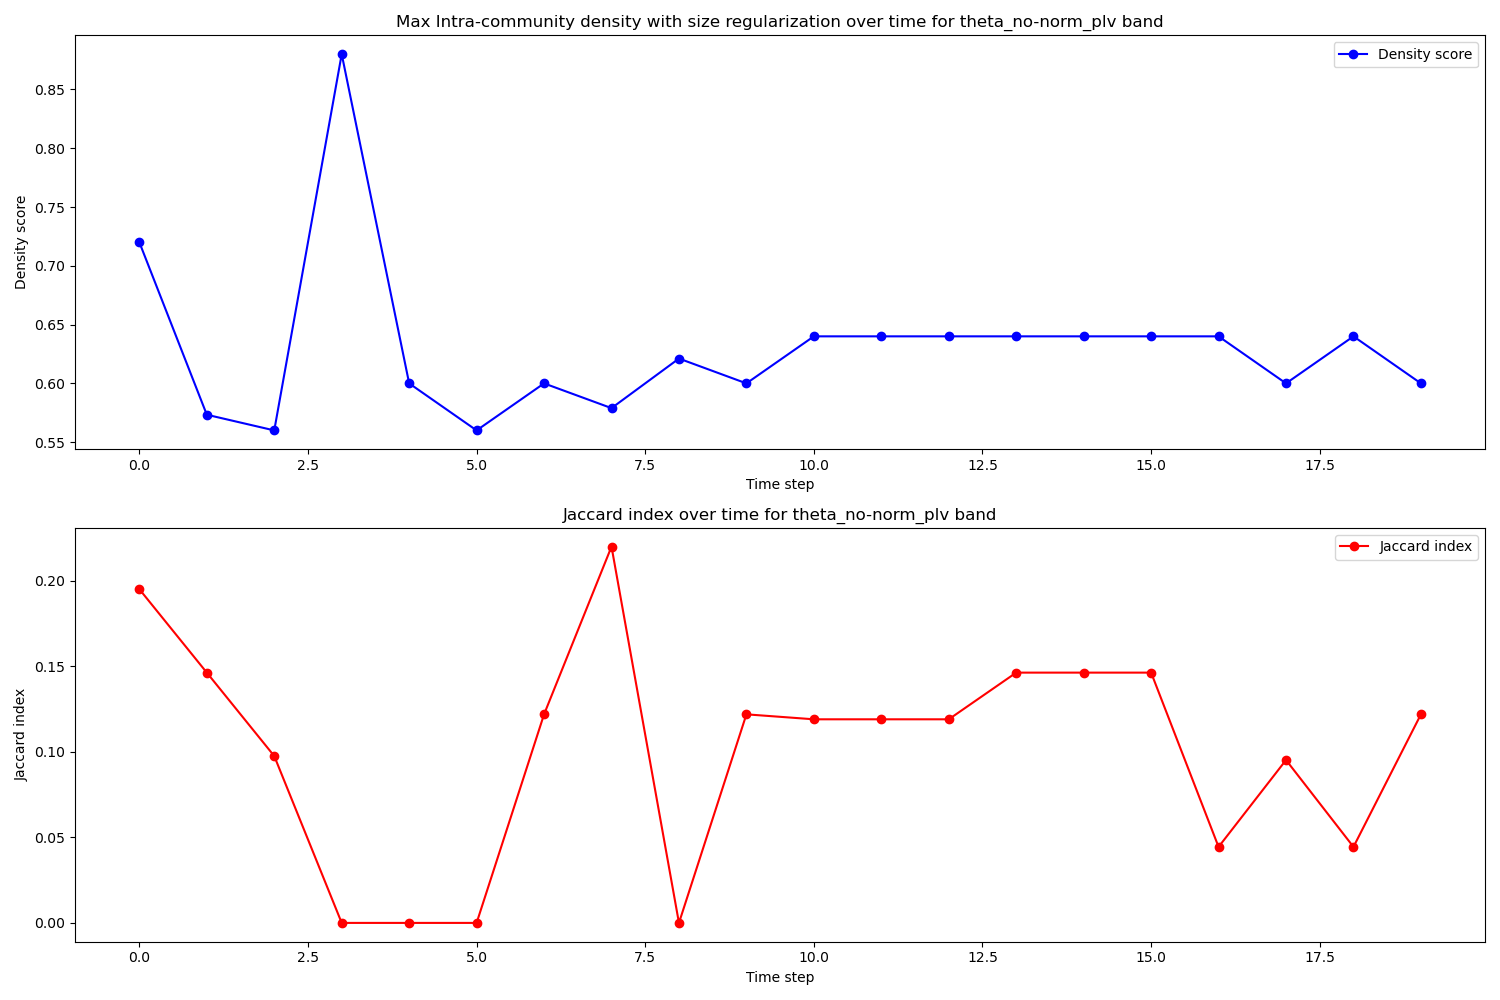 Max Intra-community density with size regularization over time for theta_no-norm_plv band
Density score
0.85
0.80
0.75
0.70
0.65
0.60
0.55
Density score
0.0 2.5 5.0 7.5 10.0 12.5 15.0 17.5
Time step
Jaccard index over time for theta_no-norm_plv band
Jaccard index
0.20
0.15
0.10
0.05
0.00
Jaccard index
0.0 2.5 5.0 7.5 10.0 12.5 15.0 17.5
Time step